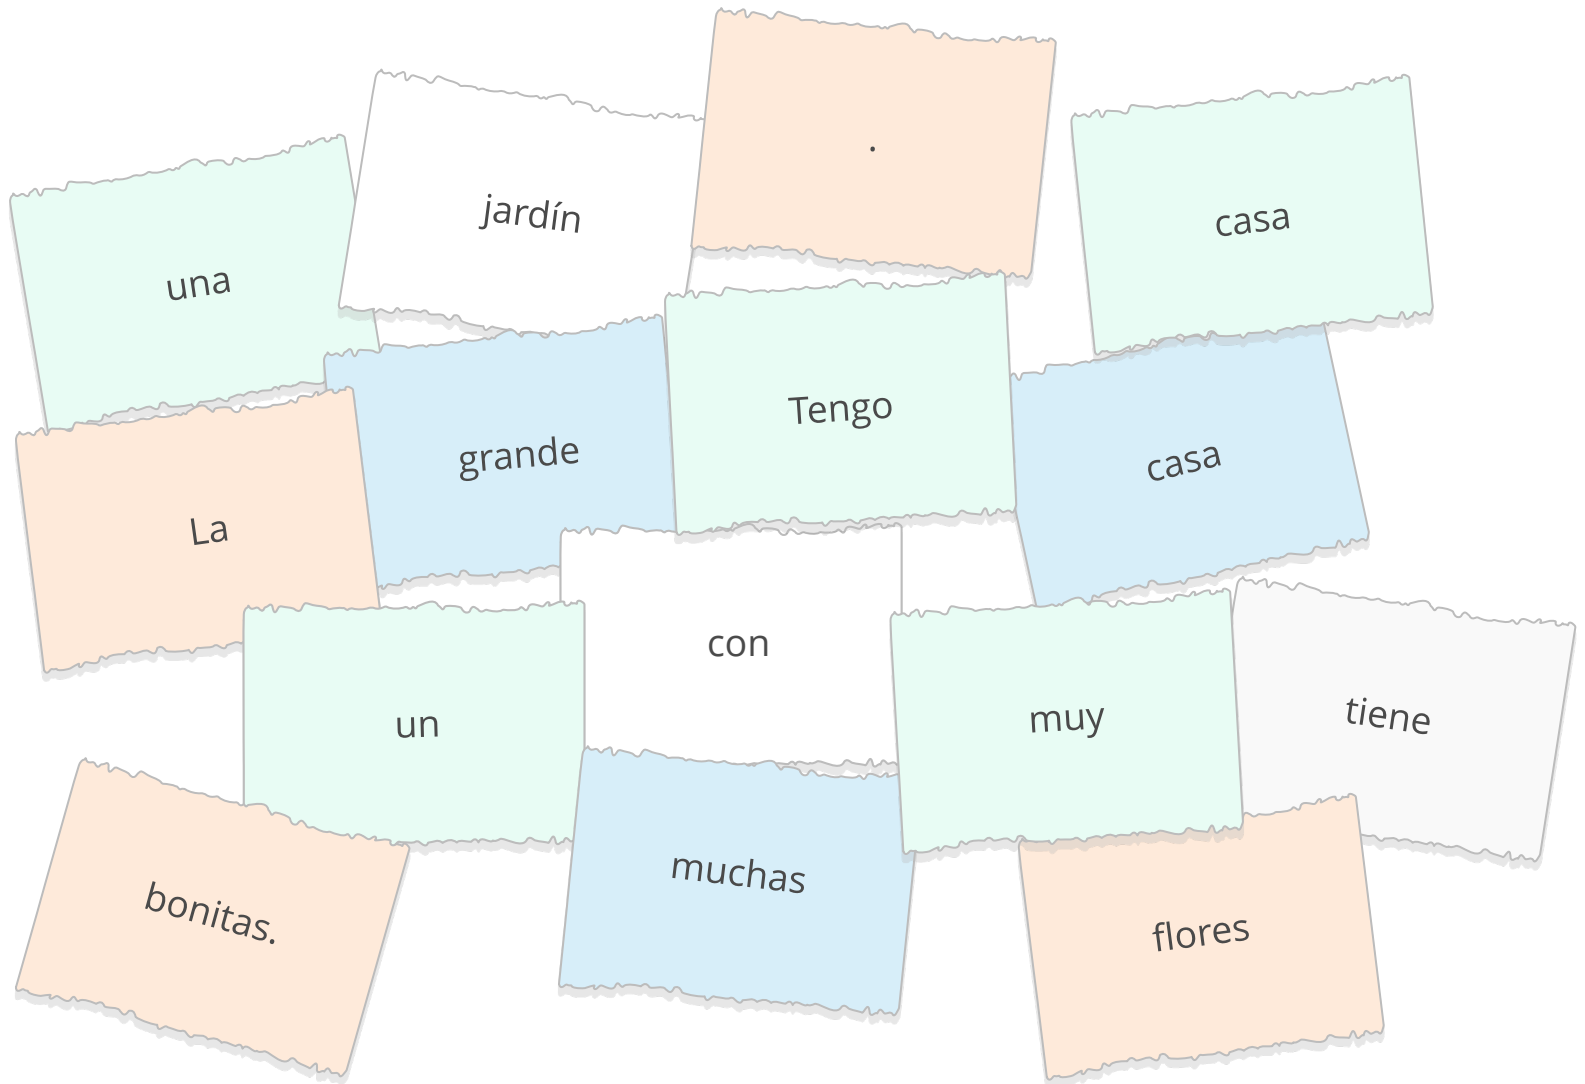 .
jardín
casa
una
Tengo
grande
casa
La
con
un
muy
tiene
muchas
bonitas.
flores